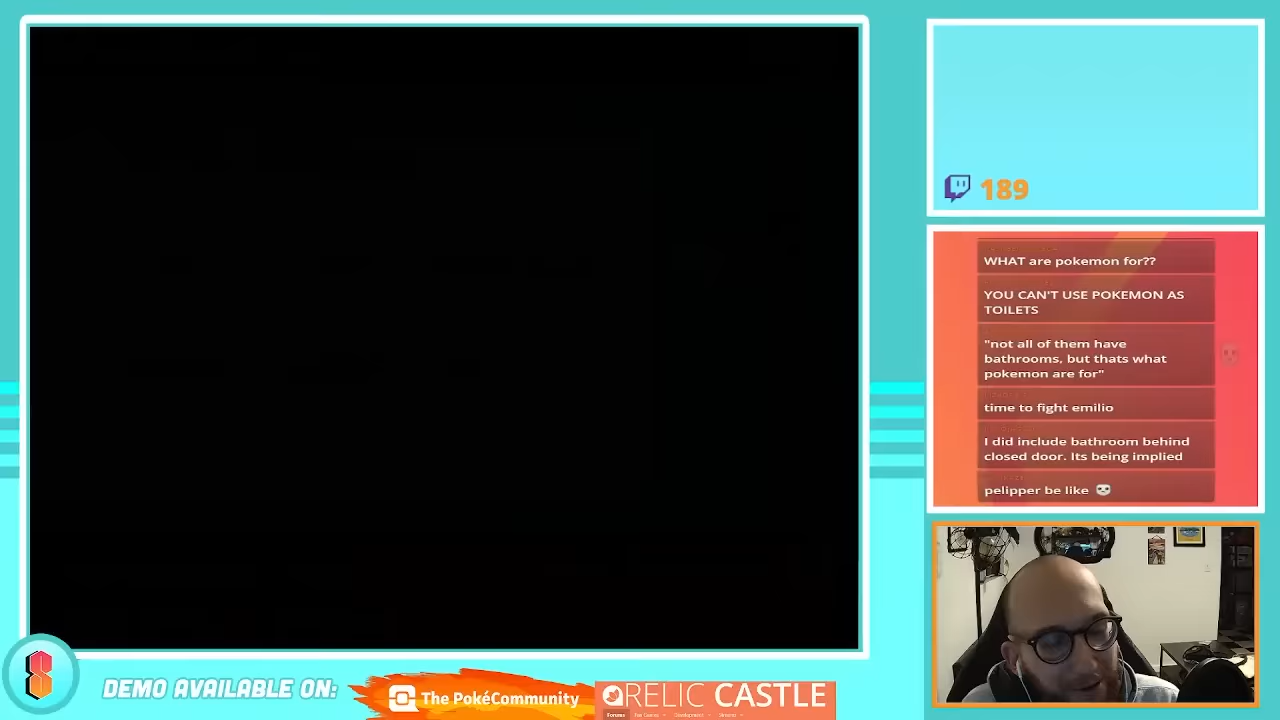 189
WHAT are pokemon for??
YOU CAN'T USE POKEMON AS
TOILETS
"not all of them have
bathrooms, but thats what
pokemon are for"
time to fight emilio
I did include bathroom behind
closed door. Its being implied
pelipper be like
DEMO AVAILABLE ON:
The PokéCommunity
RELIC CASTLE
Forums